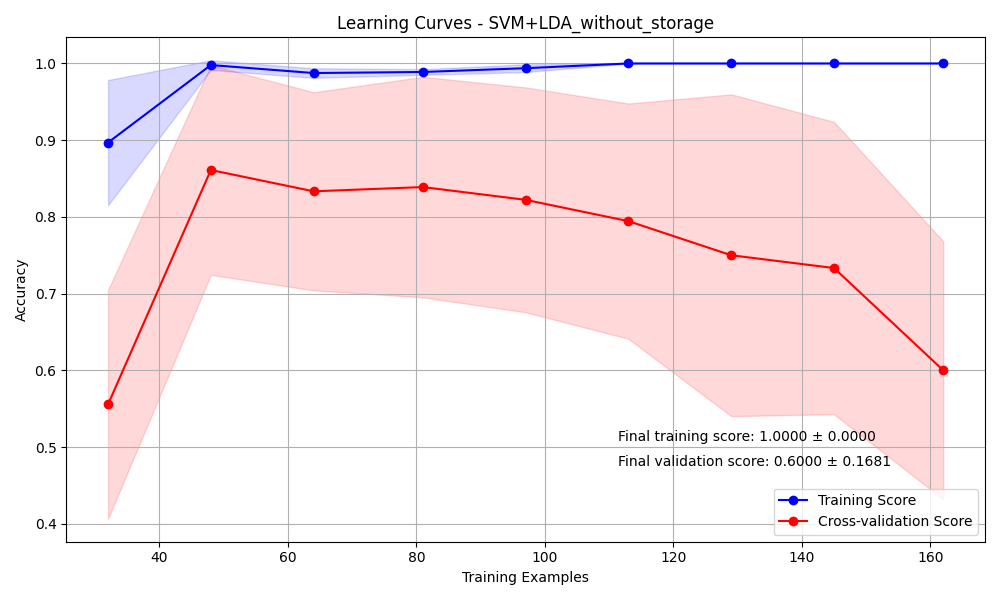 Learning Curves - SVM+LDA_without_storage
Accuracy
1.0
0.9
0.8
0.7
0.6
0.5
0.4
Final training score: 1.0000 ± 0.0000
Final validation score: 0.6000 ± 0.1681
Training Score
Cross-validation Score
40 60 80 100 120 140 160
Training Examples